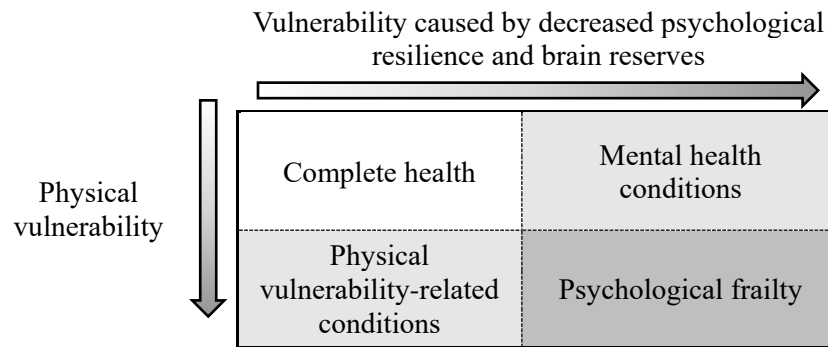 Vulnerability caused by decreased psychological
resilience and brain reserves
Physical
vulnerability
Complete health
Mental health
conditions
Physical
vulnerability-related
conditions
Psychological frailty